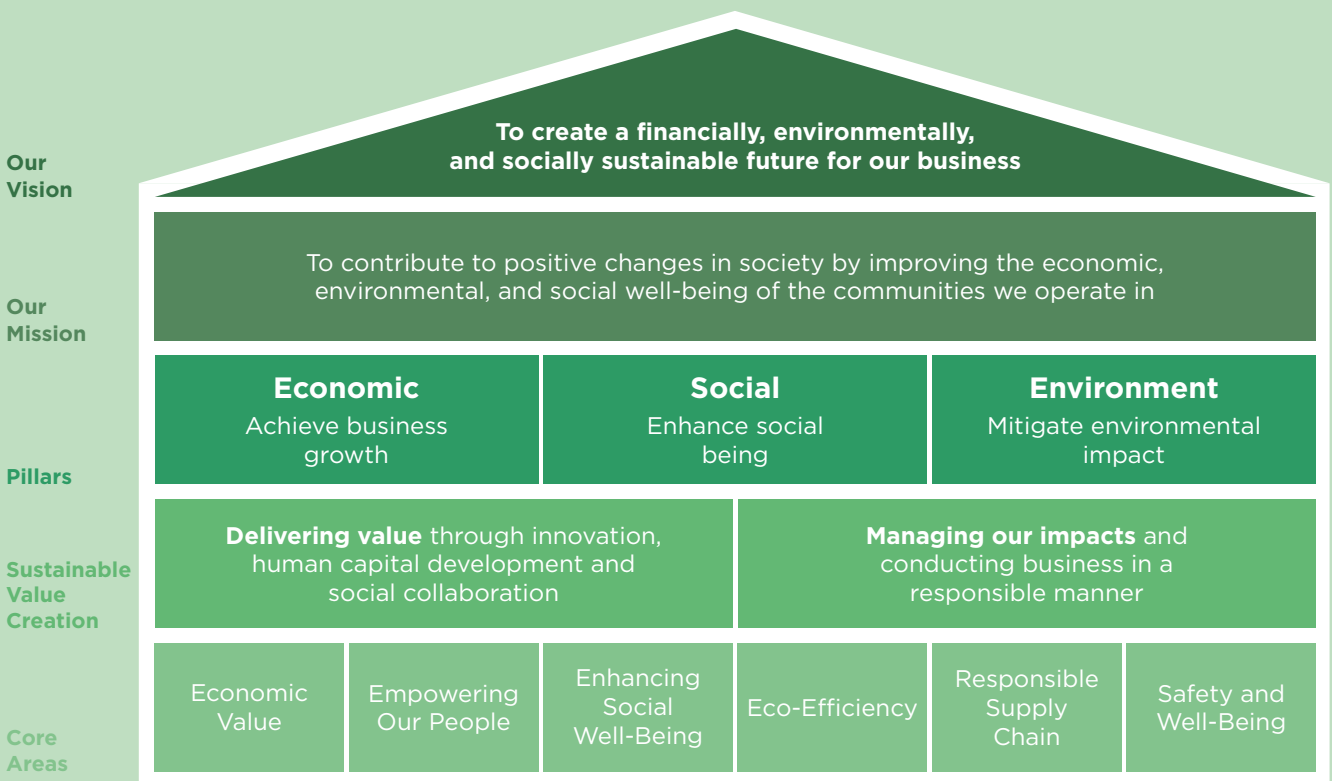 Our
Vision
To create a financially, environmentally,
and socially sustainable future for our business
Our
Mission
To contribute to positive changes in society by improving the economic,
environmental, and social well-being of the communities we operate in
Pillars
Economic
Achieve business
growth
Social
Enhance social
being
Environment
Mitigate environmental
impact
Sustainable
Value
Creation
Delivering value through innovation,
human capital development and
social collaboration
Managing our impacts and
conducting business in a
responsible manner
Core
Areas
Economic
Value
Empowering
Our People
Enhancing
Social
Well-Being
Eco-Efficiency
Responsible
Supply
Chain
Safety and
Well-Being